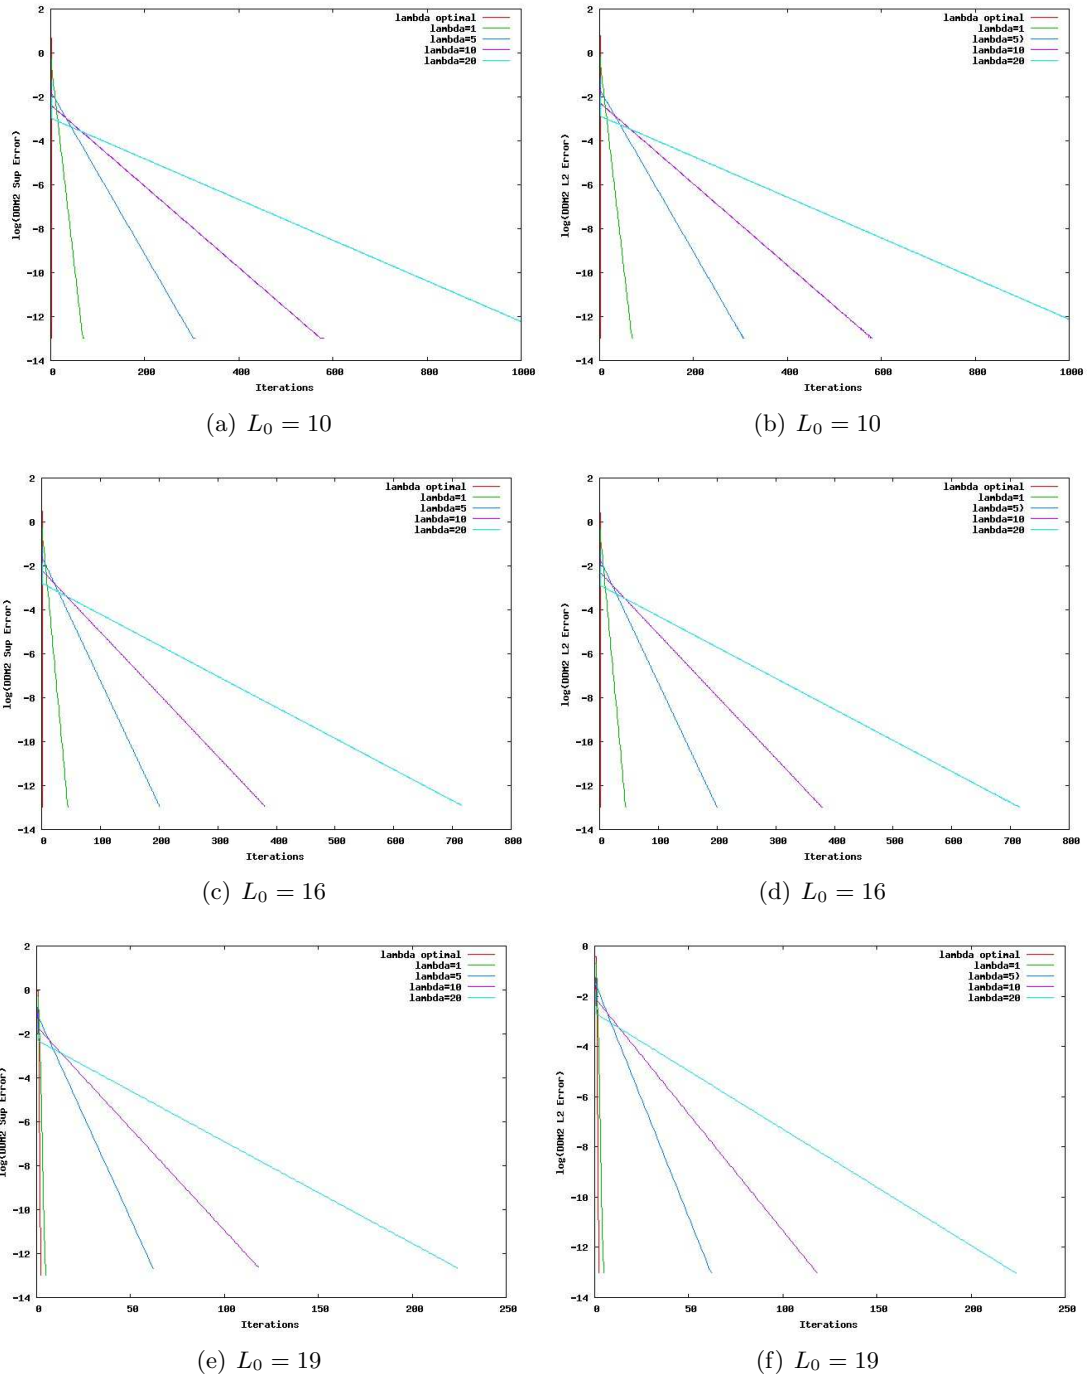 2
0
-2
-4
-6
-8
-10
-12
-14
0 200 400 600 800 1000
log(DDM2 Sup Error)
Iterations
lambda optimal
lambda=1
lambda=5
lambda=10
lambda=20
(a) L₀ = 10
2
0
-2
-4
-6
-8
-10
-12
-14
0 200 400 600 800 1000
log(DDM2 L2 Error)
Iterations
lambda optimal
lambda=1
lambda=5)
lambda=10
lambda=20
(b) L₀ = 10
2
0
-2
-4
-6
-8
-10
-12
-14
0 100 200 300 400 500 600 700 800
log(DDM2 Sup Error)
Iterations
lambda optimal
lambda=1
lambda=5
lambda=10
lambda=20
(c) L₀ = 16
2
0
-2
-4
-6
-8
-10
-12
-14
0 100 200 300 400 500 600 700 800
log(DDM2 L2 Error)
Iterations
lambda optimal
lambda=1
lambda=5)
lambda=10
lambda=20
(d) L₀ = 16
2
0
-2
-4
-6
-8
-10
-12
-14
0 50 100 150 200 250
log(DDM2 Sup Error)
Iterations
lambda optimal
lambda=1
lambda=5
lambda=10
lambda=20
(e) L₀ = 19
0
-2
-4
-6
-8
-10
-12
-14
0 50 100 150 200 250
log(DDM2 L2 Error)
Iterations
lambda optimal
lambda=1
lambda=5)
lambda=10
lambda=20
(f) L₀ = 19